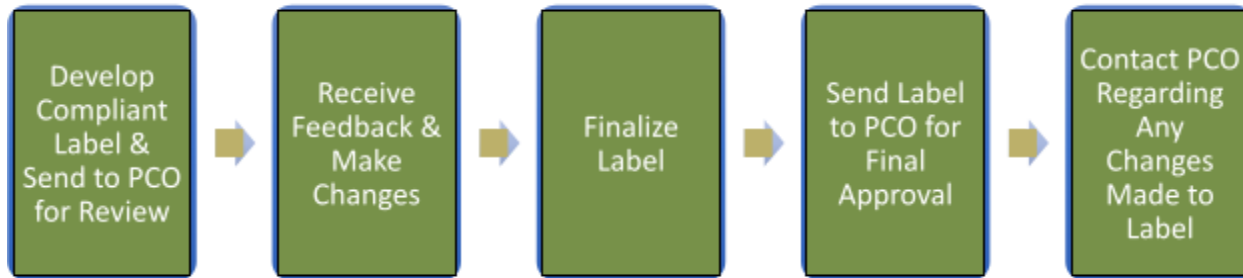 Develop
Compliant
Label &
Send to PCO
for Review
Receive
Feedback &
Make
Changes
Finalize
Label
Send Label
to PCO for
Final
Approval
Contact PCO
Regarding
Any
Changes
Made to
Label